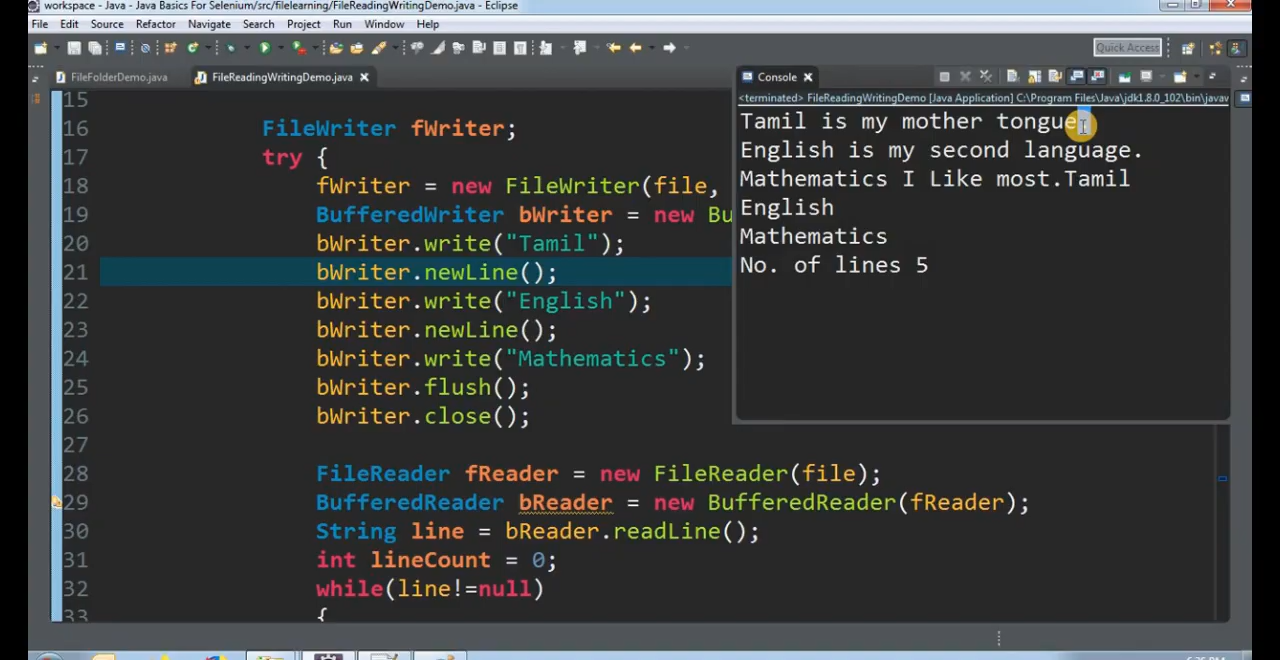 workspace - Java - Java Basics For Selenium/src/filelearning/FileReadingWritingDemo.java - Eclipse
File Edit Source Refactor Navigate Search Project Run Window Help
Quick Access
FileFolderDemo.java FileReadingWritingDemo.java
Console
<terminated> FileReadingWritingDemo [Java Application] C:\Program Files\Java\jdk1.8.0_102\bin\javaw
15
16 FileWriter fWriter;
17 try {
18 fWriter = new FileWriter(file,
19 BufferedWriter bWriter = new Bu
20 bWriter.write("Tamil");
21 bWriter.newLine();
22 bWriter.write("English");
23 bWriter.newLine();
24 bWriter.write("Mathematics");
25 bWriter.flush();
26 bWriter.close();
27
28 FileReader fReader = new FileReader(file);
29 BufferedReader bReader = new BufferedReader(fReader);
30 String line = bReader.readLine();
31 int lineCount = 0;
32 while(line!=null)
33 {
Tamil is my mother tongue
English is my second language.
Mathematics I Like most.Tamil
English
Mathematics
No. of lines 5